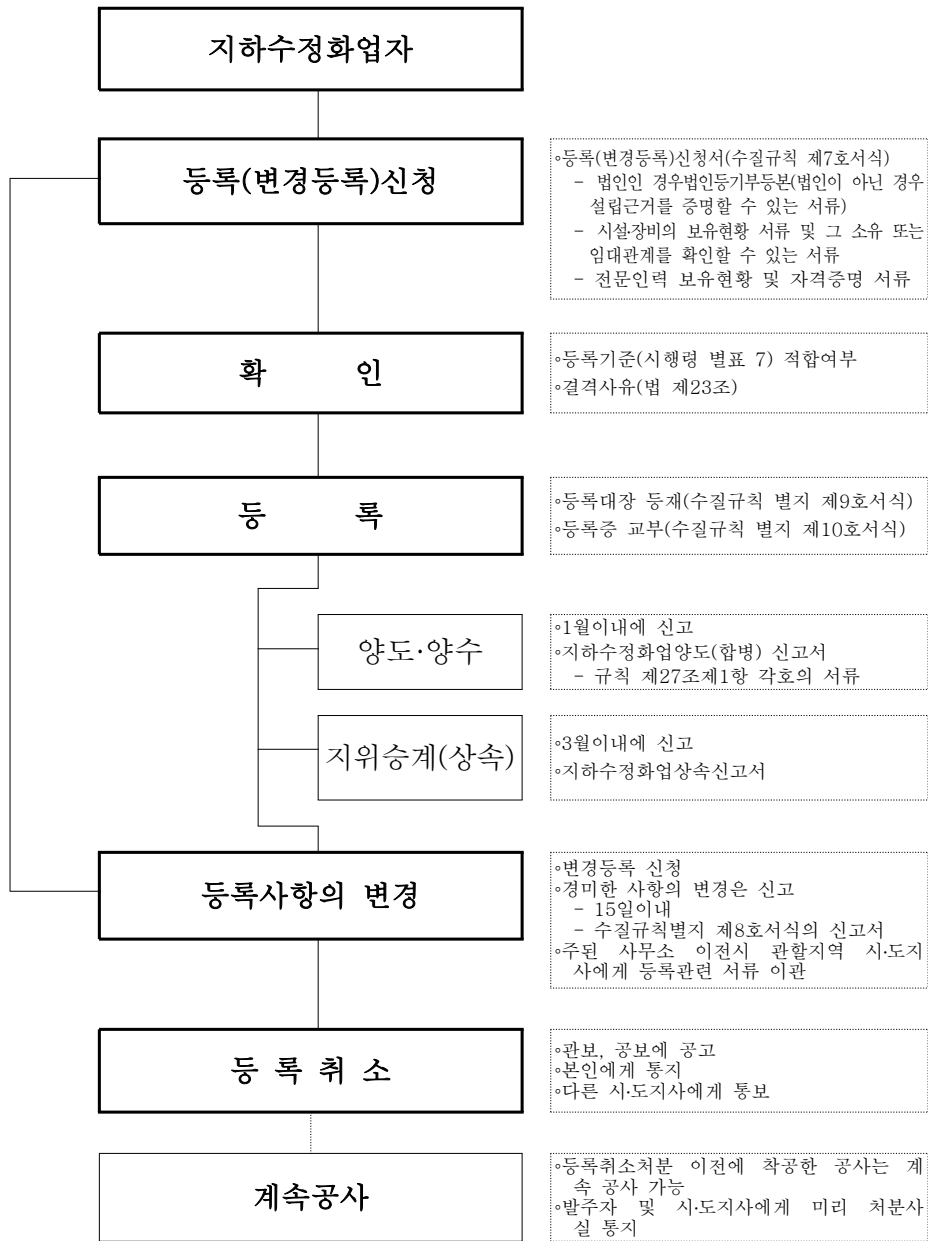 지하수정화업자
등록(변경등록)신청
◦등록(변경등록)신청서(수질규칙 제7호서식)
- 법인인 경우법인등기부등본(법인이 아닌 경우
설립근거를 증명할 수 있는 서류)
- 시설·장비의 보유현황 서류 및 그 소유 또는
임대관계를 확인할 수 있는 서류
- 전문인력 보유현황 및 자격증명 서류
확 인
◦등록기준(시행령 별표 7) 적합여부
◦결격사유(법 제23조)
등 록
◦등록대장 등재(수질규칙 별지 제9호서식)
◦등록증 교부(수질규칙 별지 제10호서식)
양도·양수
◦1월이내에 신고
◦지하수정화업양도(합병) 신고서
- 규칙 제27조제1항 각호의 서류
지위승계(상속)
◦3월이내에 신고
◦지하수정화업상속신고서
등록사항의 변경
◦변경등록 신청
◦경미한 사항의 변경은 신고
- 15일이내
- 수질규칙별지 제8호서식의 신고서
◦주된 사무소 이전시 관할지역 시·도지
사에게 등록관련 서류 이관
등 록 취 소
◦관보, 공보에 공고
◦본인에게 통지
◦다른 시·도지사에게 통보
계속공사
◦등록취소처분 이전에 착공한 공사는 계
속 공사 가능
◦발주자 및 시·도지사에게 미리 처분사
실 통지